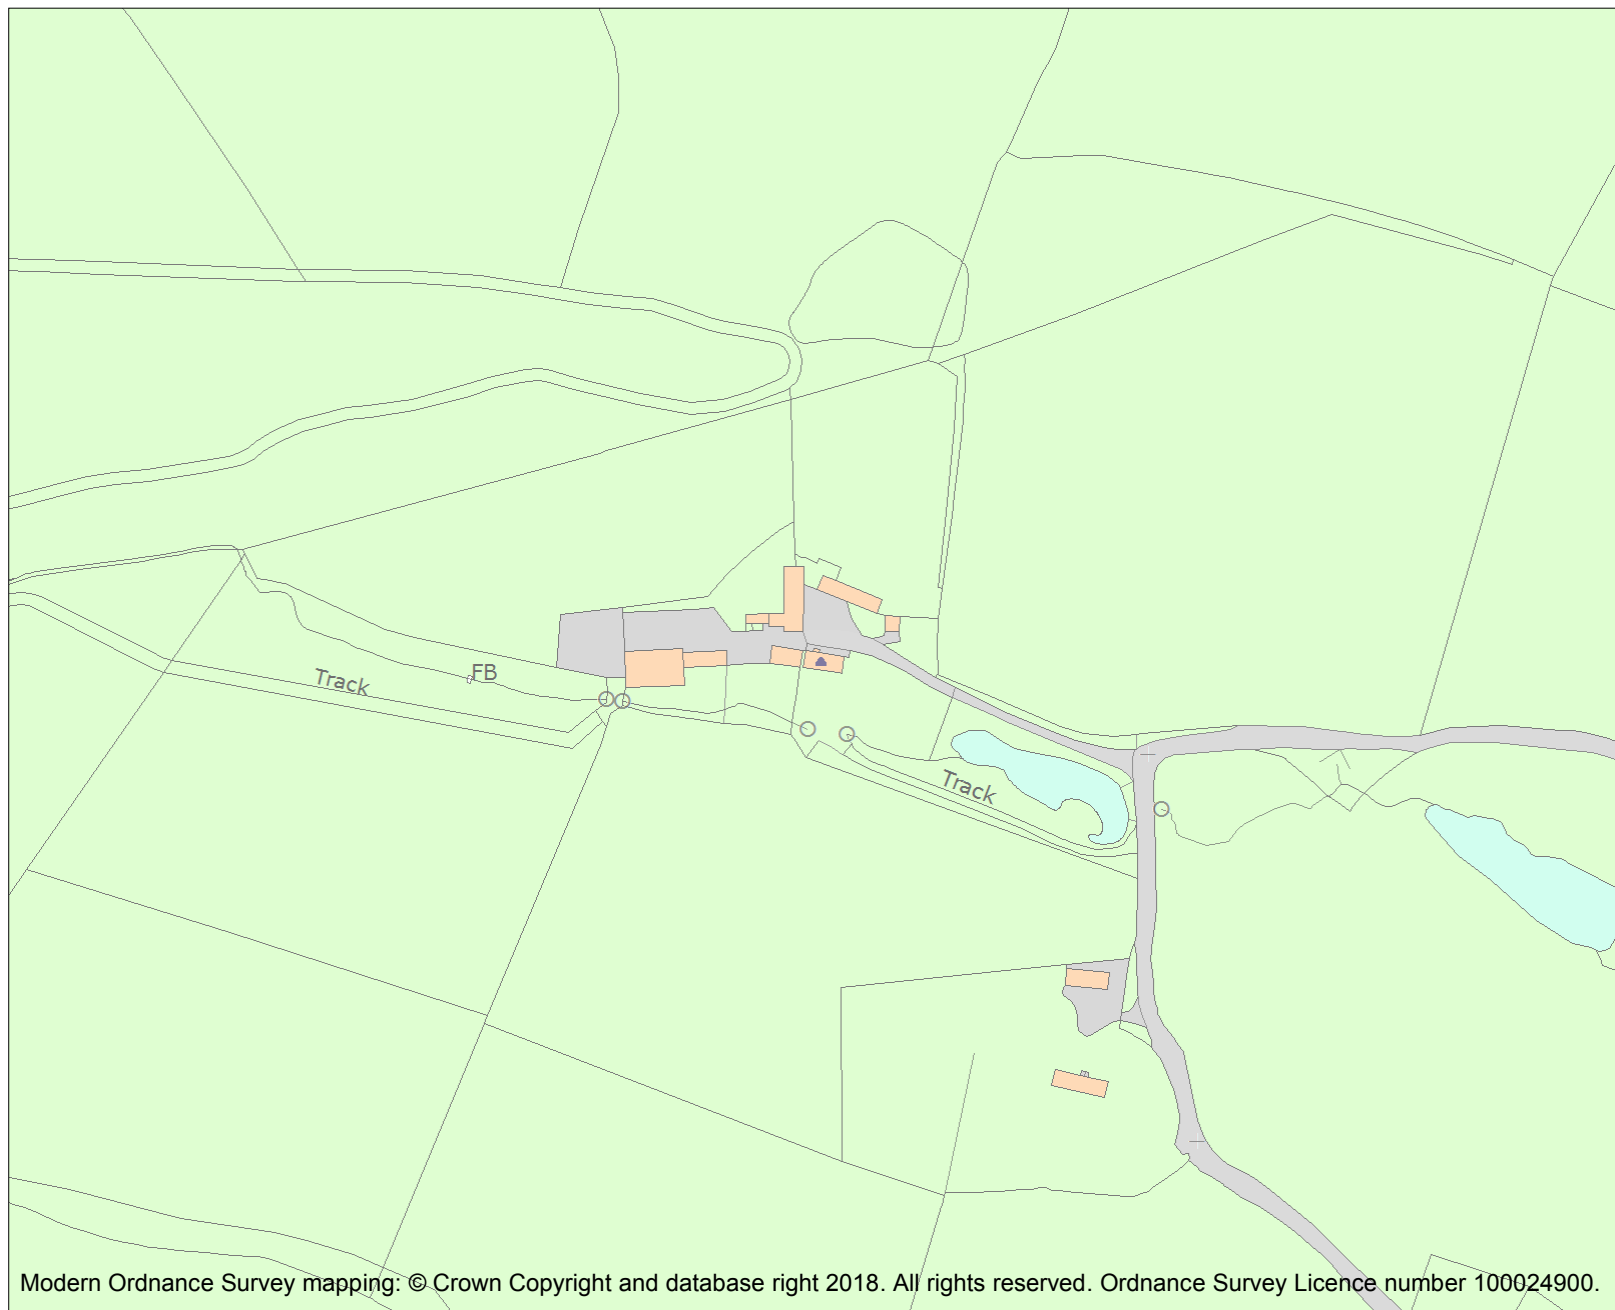 FB
Track
Track
Modern Ordnance Survey mapping: © Crown Copyright and database right 2018. All rights reserved. Ordnance Survey Licence number 100024900.